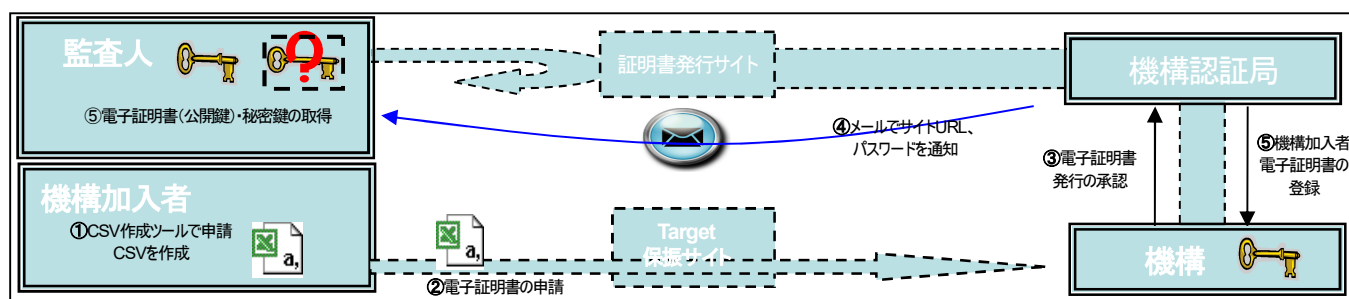 監査人
⑤電子証明書(公開鍵)・秘密鍵の取得
証明書発行サイト
機構認証局
④メールでサイトURL、
パスワードを通知
③電子証明書
発行の承認
⑤機構加入者
電子証明書の
登録
機構加入者
①CSV作成ツールで申請
CSVを作成
a,
a,
②電子証明書の申請
Target
保振サイト
機構